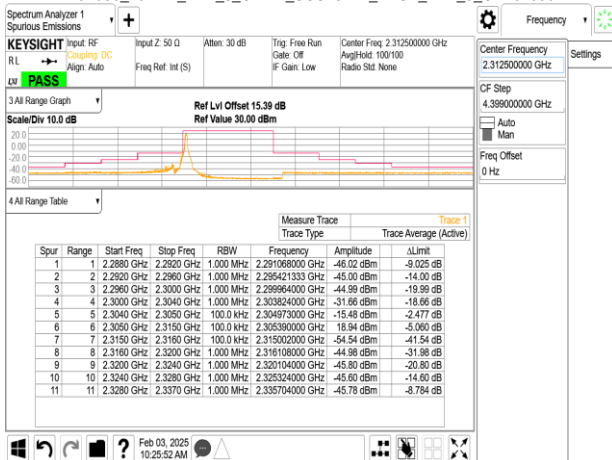 Spectrum Analyzer 1
Spurious Emissions
+
Frequency
KEYSIGHT Input: RF Input Z: 50 Ω Atten: 30 dB Trig: Free Run Center Freq: 2.312500000 GHz
RL Coupling: DC Gate: Off Avg|Hold: 100/100
Align: Auto Freq Ref: Int (S) IF Gain: Low Radio Std: None
PASS
Center Frequency
2.312500000 GHz
Settings
CF Step
4.399000000 GHz
Auto
Man
Freq Offset
0 Hz
3 All Range Graph
Ref Lvl Offset 15.39 dB
Scale/Div 10.0 dB Ref Value 30.00 dBm
20.0
0.00
-20.0
-40.0
-60.0
4 All Range Table
Measure Trace Trace 1
Trace Type Trace Average (Active)
Spur Range Start Freq Stop Freq RBW Frequency Amplitude ΔLimit
1 1 2.2880 GHz 2.2920 GHz 1.000 MHz 2.291068000 GHz -46.02 dBm -9.025 dB
2 2 2.2920 GHz 2.2960 GHz 1.000 MHz 2.295421333 GHz -45.00 dBm -14.00 dB
3 3 2.2960 GHz 2.3000 GHz 1.000 MHz 2.299964000 GHz -44.99 dBm -19.99 dB
4 4 2.3000 GHz 2.3040 GHz 1.000 MHz 2.303824000 GHz -31.66 dBm -18.66 dB
5 5 2.3040 GHz 2.3050 GHz 100.0 kHz 2.304973000 GHz -15.48 dBm -2.477 dB
6 6 2.3050 GHz 2.3150 GHz 100.0 kHz 2.305390000 GHz 18.94 dBm -5.060 dB
7 7 2.3150 GHz 2.3160 GHz 100.0 kHz 2.315002000 GHz -54.54 dBm -41.54 dB
8 8 2.3160 GHz 2.3200 GHz 1.000 MHz 2.316108000 GHz -44.98 dBm -31.98 dB
9 9 2.3200 GHz 2.3240 GHz 1.000 MHz 2.320104000 GHz -45.80 dBm -20.80 dB
10 10 2.3240 GHz 2.3280 GHz 1.000 MHz 2.325324000 GHz -45.60 dBm -14.60 dB
11 11 2.3280 GHz 2.3370 GHz 1.000 MHz 2.335704000 GHz -45.78 dBm -8.784 dB
?
Feb 03, 2025
10:25:52 AM